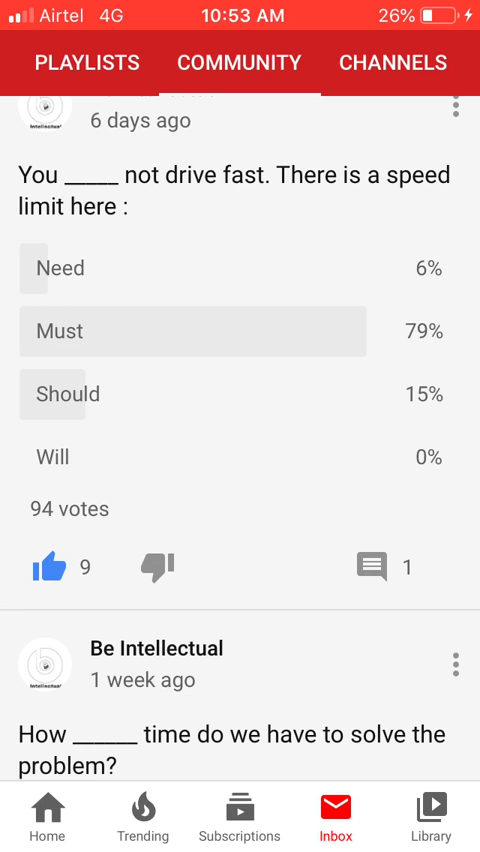 Airtel 4G 10:53 AM 26%
PLAYLISTS COMMUNITY CHANNELS
Intellectual
6 days ago
You _____ not drive fast. There is a speed
limit here :
Need 6%
Must 79%
Should 15%
Will 0%
94 votes
9 1
Be Intellectual
Intellectual
1 week ago
How ______ time do we have to solve the
problem?
Home Trending Subscriptions Inbox Library